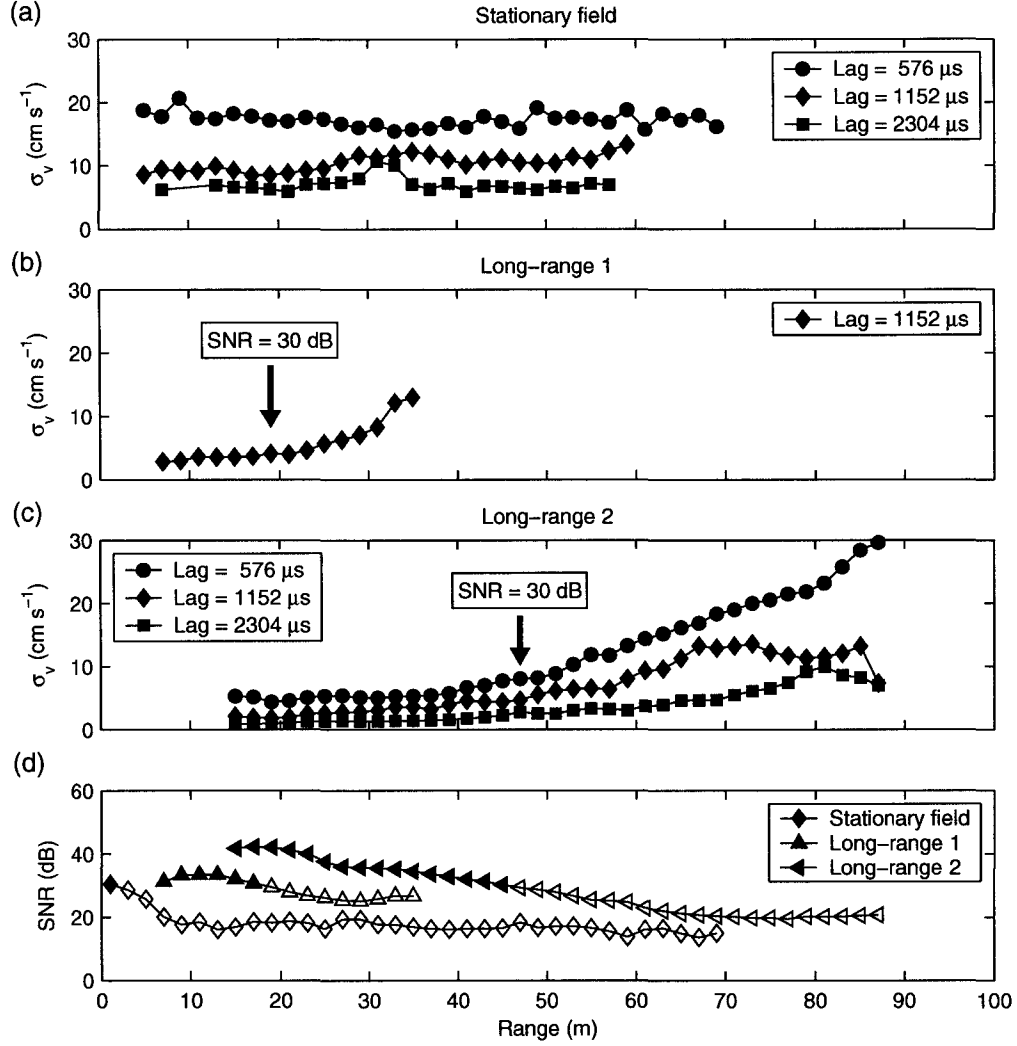 (a)
Stationary field
30
20
10
0
σv (cm s−1)
Lag = 576 μs
Lag = 1152 μs
Lag = 2304 μs
(b)
Long−range 1
30
20
10
0
σv (cm s−1)
SNR = 30 dB
Lag = 1152 μs
(c)
Long−range 2
30
20
10
0
σv (cm s−1)
Lag = 576 μs
Lag = 1152 μs
Lag = 2304 μs
SNR = 30 dB
(d)
60
40
20
0
SNR (dB)
Stationary field
Long−range 1
Long−range 2
0 10 20 30 40 50 60 70 80 90 100
Range (m)